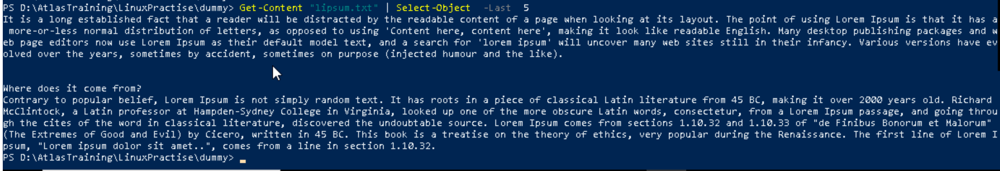 PS D:\AtlasTraining\LinuxPractise\dummy> Get-Content "lipsum.txt" | Select-Object  -Last  5
It is a long established fact that a reader will be distracted by the readable content of a page when looking at its layout. The point of using Lorem Ipsum is that it has a
 more-or-less normal distribution of letters, as opposed to using 'Content here, content here', making it look like readable English. Many desktop publishing packages and w
eb page editors now use Lorem Ipsum as their default model text, and a search for 'lorem ipsum' will uncover many web sites still in their infancy. Various versions have ev
olved over the years, sometimes by accident, sometimes on purpose (injected humour and the like).
Where does it come from?
Contrary to popular belief, Lorem Ipsum is not simply random text. It has roots in a piece of classical Latin literature from 45 BC, making it over 2000 years old. Richard
McClintock, a Latin professor at Hampden-Sydney College in Virginia, looked up one of the more obscure Latin words, consectetur, from a Lorem Ipsum passage, and going throu
gh the cites of the word in classical literature, discovered the undoubtable source. Lorem Ipsum comes from sections 1.10.32 and 1.10.33 of "de Finibus Bonorum et Malorum"
(The Extremes of Good and Evil) by Cicero, written in 45 BC. This book is a treatise on the theory of ethics, very popular during the Renaissance. The first line of Lorem I
psum, "Lorem ipsum dolor sit amet..", comes from a line in section 1.10.32.
PS D:\AtlasTraining\LinuxPractise\dummy>